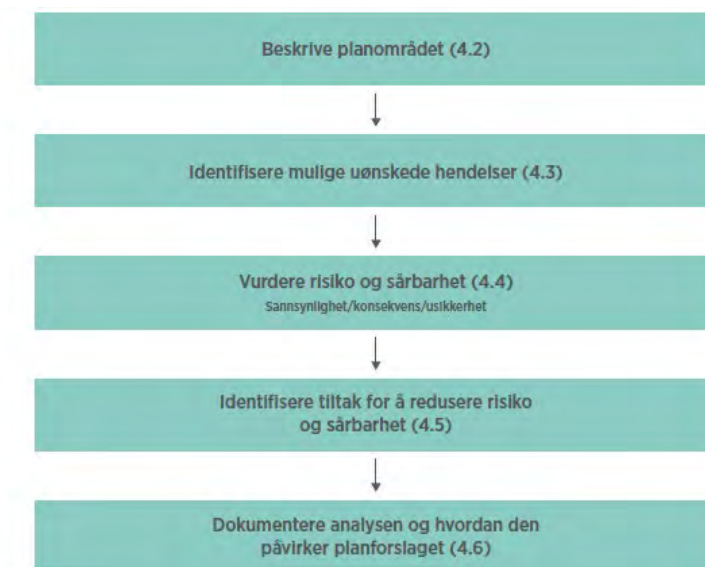 Beskrive planområdet (4.2)
Identifisere mulige uønskede hendelser (4.3)
Vurdere risiko og sårbarhet (4.4)
Sannsynlighet/konsekvens/usikkerhet
Identifisere tiltak for å redusere risiko
og sårbarhet (4.5)
Dokumentere analysen og hvordan den
påvirker planforslaget (4.6)